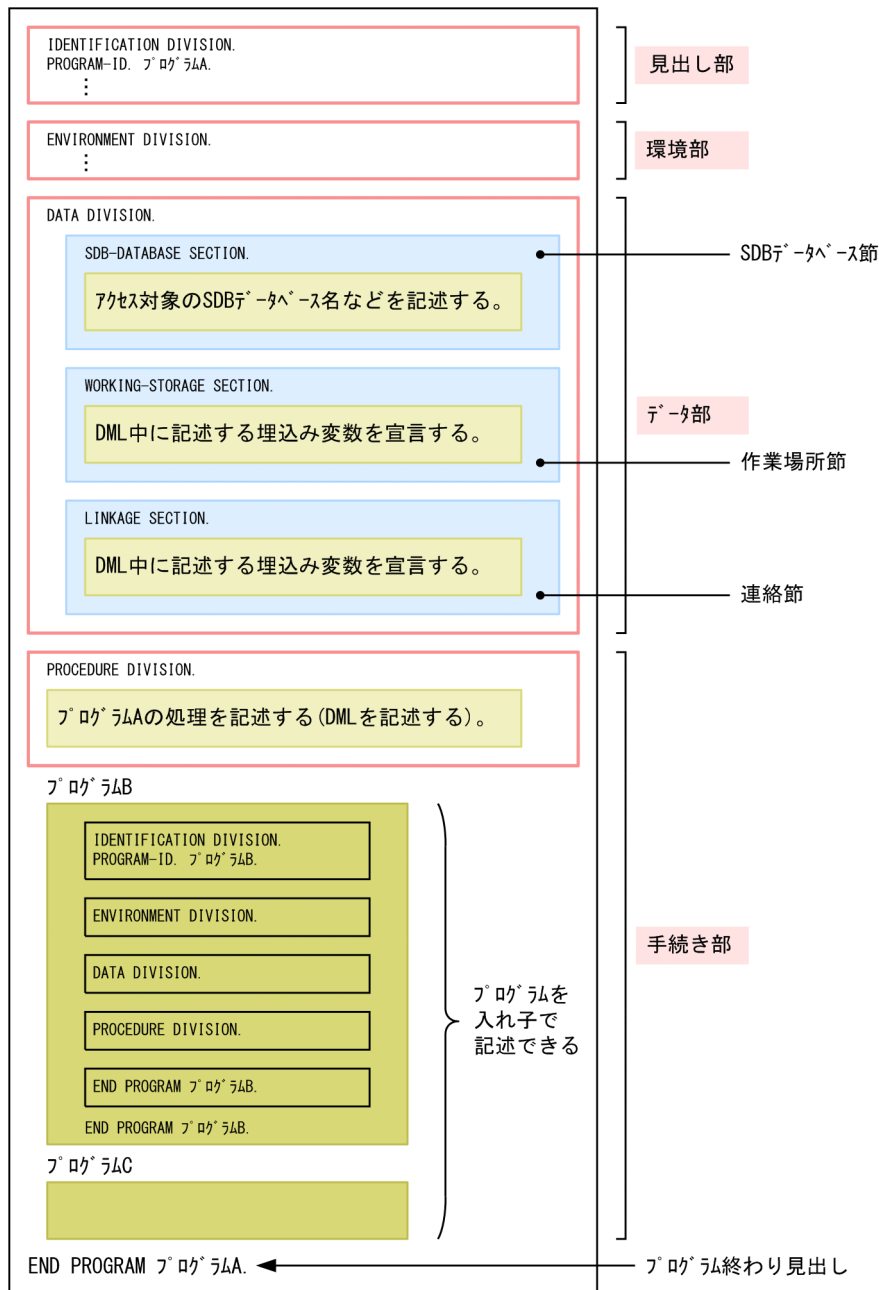 IDENTIFICATION DIVISION.
PROGRAM-ID. プログラムA.
⋮
見出し部
ENVIRONMENT DIVISION.
⋮
環境部
DATA DIVISION.
SDB-DATABASE SECTION.
SDBデータベース節
アクセス対象のSDBデータベース名などを記述する。
WORKING-STORAGE SECTION.
DML中に記述する埋込み変数を宣言する。
データ部
作業場所節
LINKAGE SECTION.
DML中に記述する埋込み変数を宣言する。
連絡節
PROCEDURE DIVISION.
プログラムAの処理を記述する(DMLを記述する)。
プログラムB
IDENTIFICATION DIVISION.
PROGRAM-ID. プログラムB.
ENVIRONMENT DIVISION.
DATA DIVISION.
PROCEDURE DIVISION.
END PROGRAM プログラムB.
END PROGRAM プログラムB.
プログラムを
入れ子で
記述できる
手続き部
プログラムC
END PROGRAM プログラムA.
プログラム終わり見出し